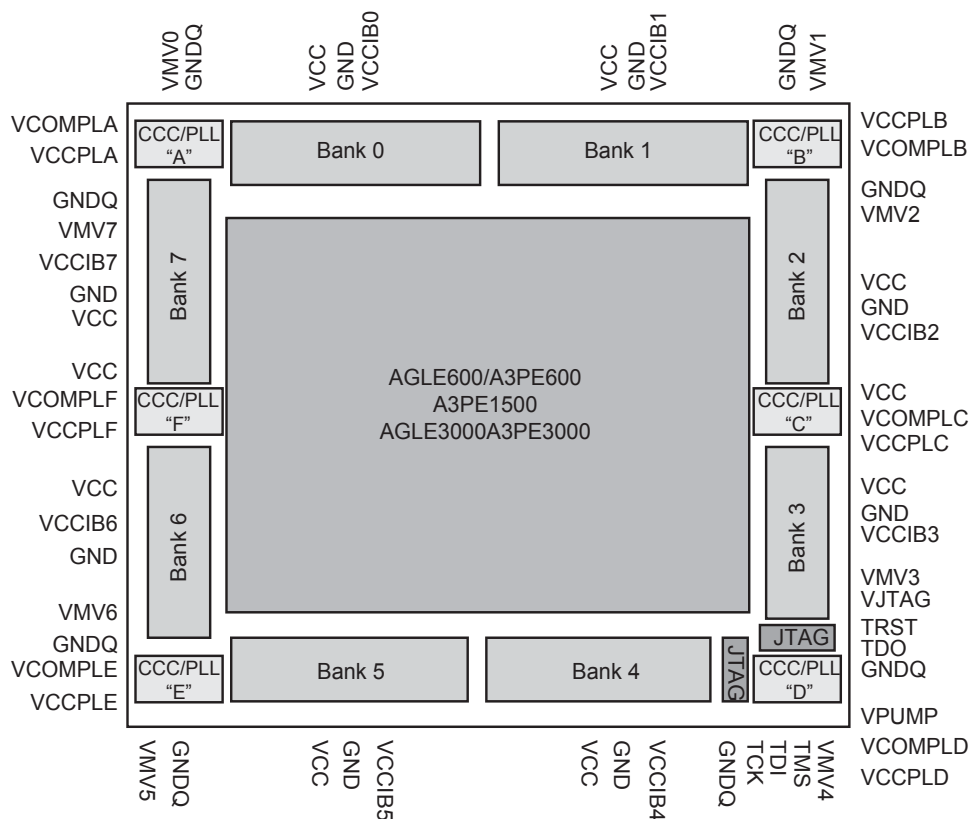 VMV0
GNDQ
VCC
GND
VCCIB0
VCC
GND
VCCIB1
GNDQ
VMV1
VCOMPLA
VCCPLA
GNDQ
VMV7
VCCIB7
GND
VCC
VCC
VCOMPLF
VCCPLF
VCC
VCCIB6
GND
VMV6
GNDQ
VCOMPLE
VCCPLE
CCC/PLL
“A”
Bank 0
Bank 1
CCC/PLL
“B”
Bank 7
Bank 2
AGLE600/A3PE600
A3PE1500
AGLE3000A3PE3000
CCC/PLL
“F”
CCC/PLL
“C”
Bank 6
Bank 3
JTAG
CCC/PLL
“E”
Bank 5
Bank 4
JTAG
CCC/PLL
“D”
VCCPLB
VCOMPLB
GNDQ
VMV2
VCC
GND
VCCIB2
VCC
VCOMPLC
VCCPLC
VCC
GND
VCCIB3
VMV3
VJTAG
TRST
TDO
GNDQ
VPUMP
VCOMPLD
VCCPLD
VMV5
GNDQ
VCC
GND
VCCIB5
VCC
GND
VCCIB4
GNDQ
TCK
TDI
TMS
VMV4